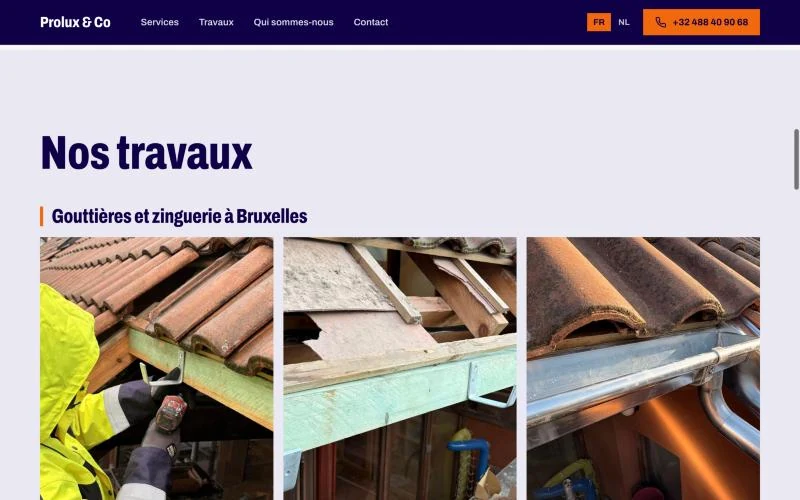 Prolux & Co
Services
Travaux
Qui sommes-nous
Contact
FR
NL
+32 488 40 90 68
Nos travaux
Gouttières et zinguerie à Bruxelles